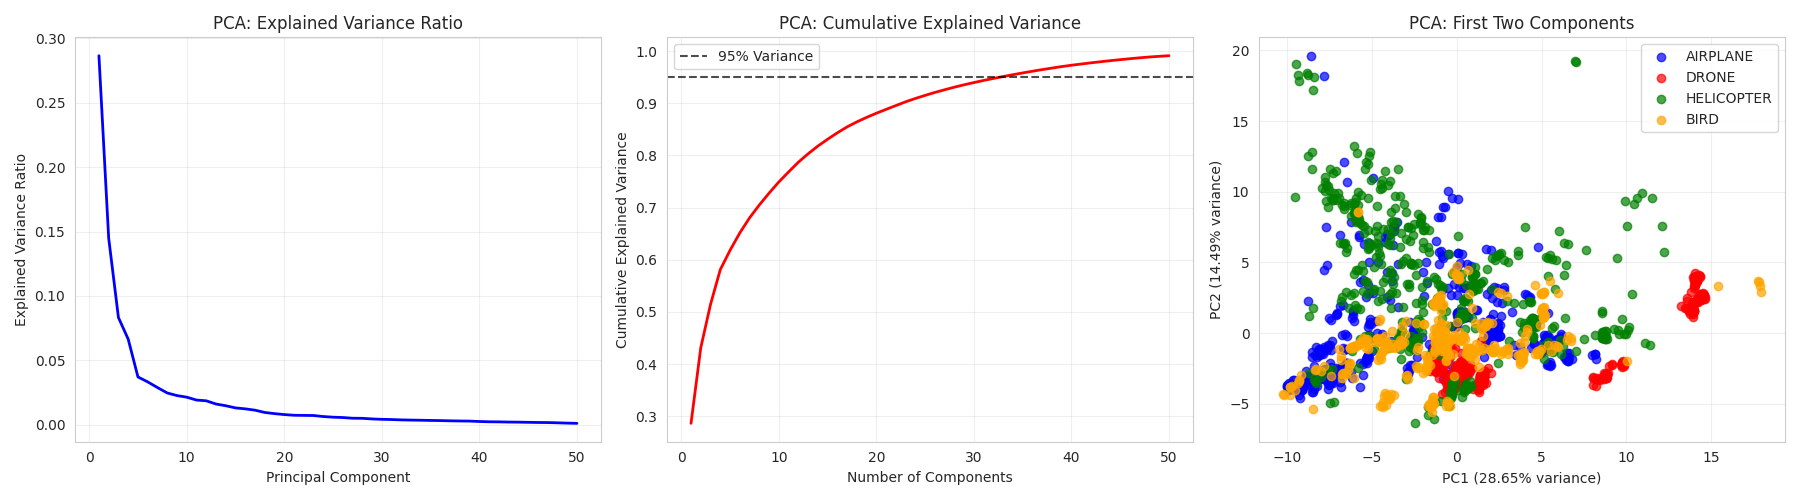 PCA: Explained Variance Ratio
Explained Variance Ratio
0.30
0.25
0.20
0.15
0.10
0.05
0.00
0 10 20 30 40 50
Principal Component
PCA: Cumulative Explained Variance
95% Variance
Cumulative Explained Variance
1.0
0.9
0.8
0.7
0.6
0.5
0.4
0.3
0 10 20 30 40 50
Number of Components
PCA: First Two Components
AIRPLANE
DRONE
HELICOPTER
BIRD
PC2 (14.49% variance)
20
15
10
5
0
−5
−10 −5 0 5 10 15
PC1 (28.65% variance)